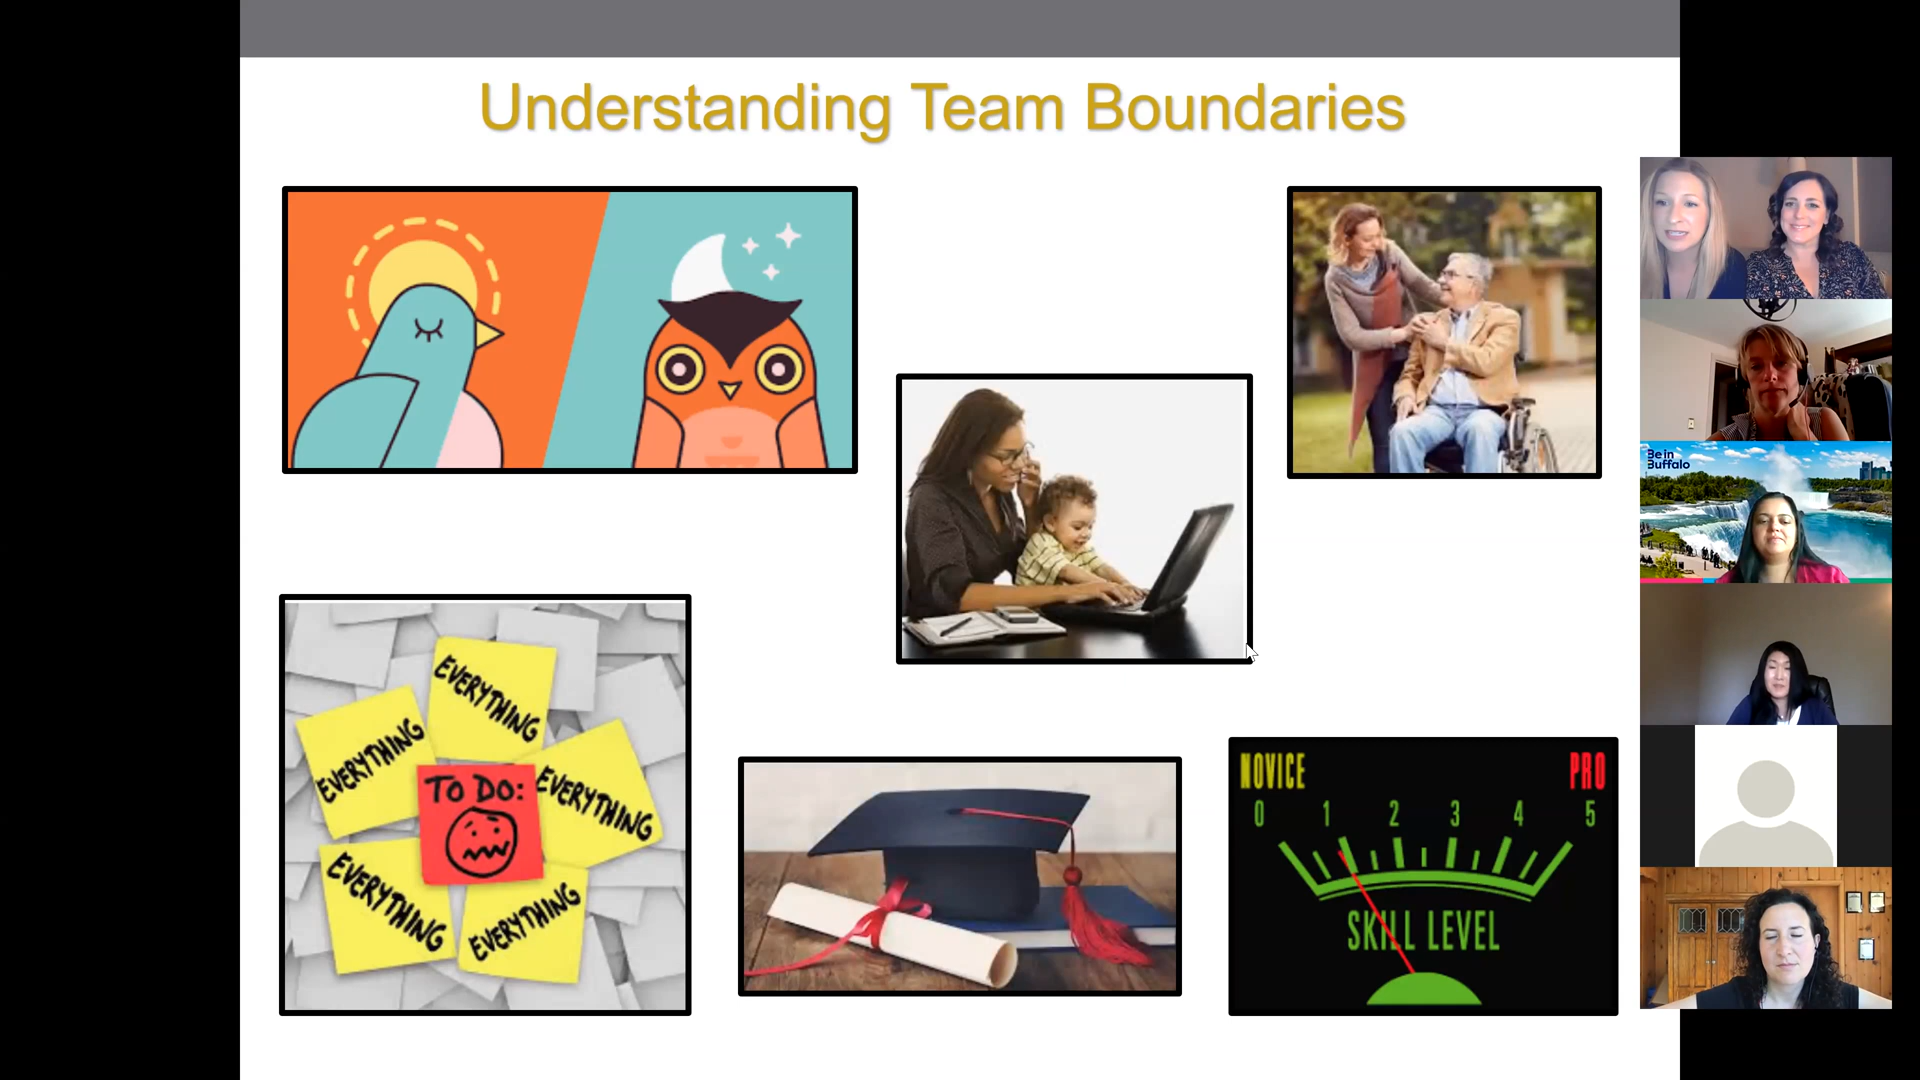 Understanding Team Boundaries
Be in
Buffalo
EVERYTHING
EVERYTHING
TO DO:
EVERYTHING
EVERYTHING
EVERYTHING
NOVICE
PRO
0 1 2 3 4 5
SKILL LEVEL